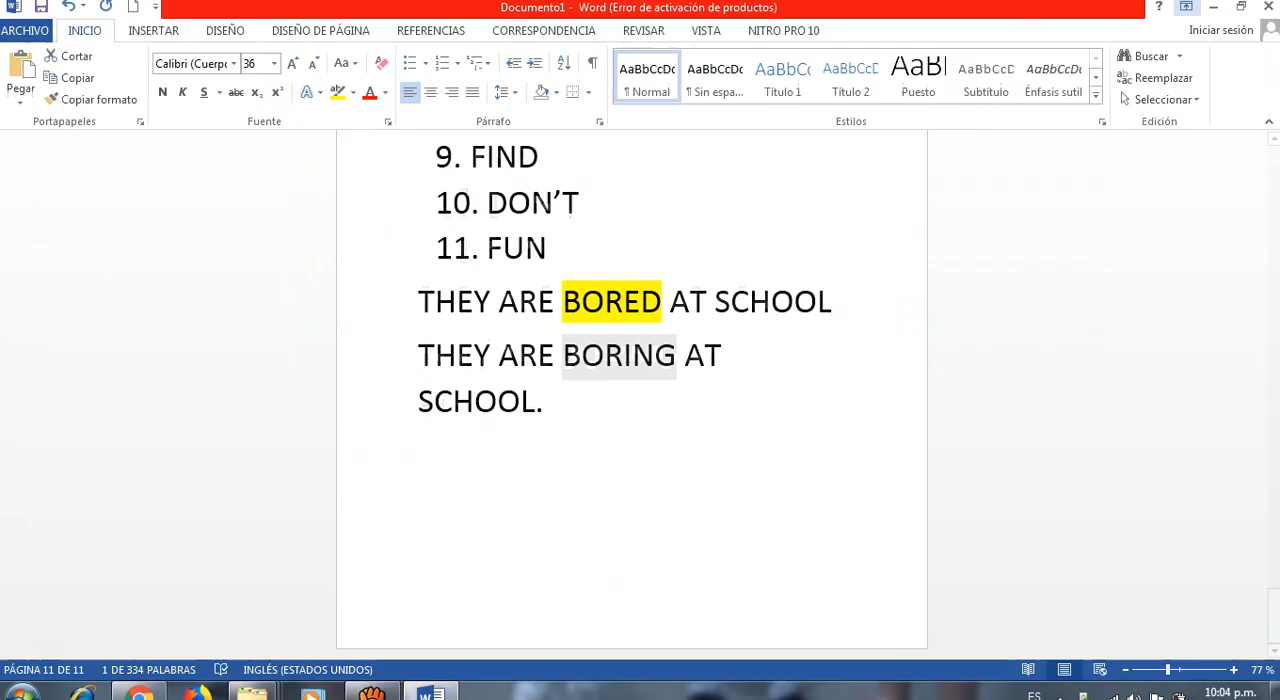 Documento1 - Word (Error de activación de productos)
ARCHIVO INICIO INSERTAR DISEÑO DISEÑO DE PÁGINA REFERENCIAS CORRESPONDENCIA REVISAR VISTA NITRO PRO 10 Iniciar sesión
Pegar
Cortar
Copiar
Copiar formato
Portapapeles
Calibri (Cuerpo 36
Fuente
Párrafo
AaBbCcDc AaBbCcDc AaBbCc AaBbCcD AaBl AaBbCcD AaBbCcDc
¶ Normal ¶ Sin espa... Título 1 Título 2 Puesto Subtítulo Énfasis sutil
Estilos
Buscar
Reemplazar
Seleccionar
Edición
9. FIND
10. DON’T
11. FUN
THEY ARE BORED AT SCHOOL
THEY ARE BORING AT
SCHOOL.
PÁGINA 11 DE 11 1 DE 334 PALABRAS INGLÉS (ESTADOS UNIDOS) 77 %
ES 10:04 p.m.